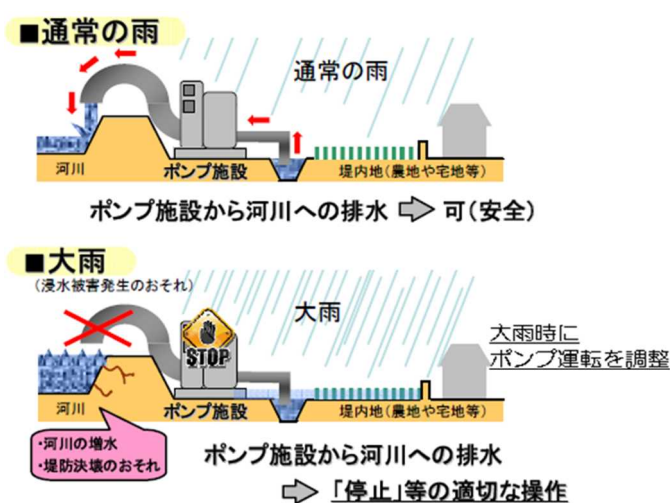 ■通常の雨
通常の雨
河川
ポンプ施設
堤内地(農地や宅地等)
ポンプ施設から河川への排水 ⇨ 可(安全)
■大雨
(浸水被害発生のおそれ)
大雨
STOP
大雨時に
ポンプ運転を調整
河川
ポンプ施設
堤内地(農地や宅地等)
・河川の増水
・堤防決壊のおそれ
ポンプ施設から河川への排水
⇨ 「停止」等の適切な操作